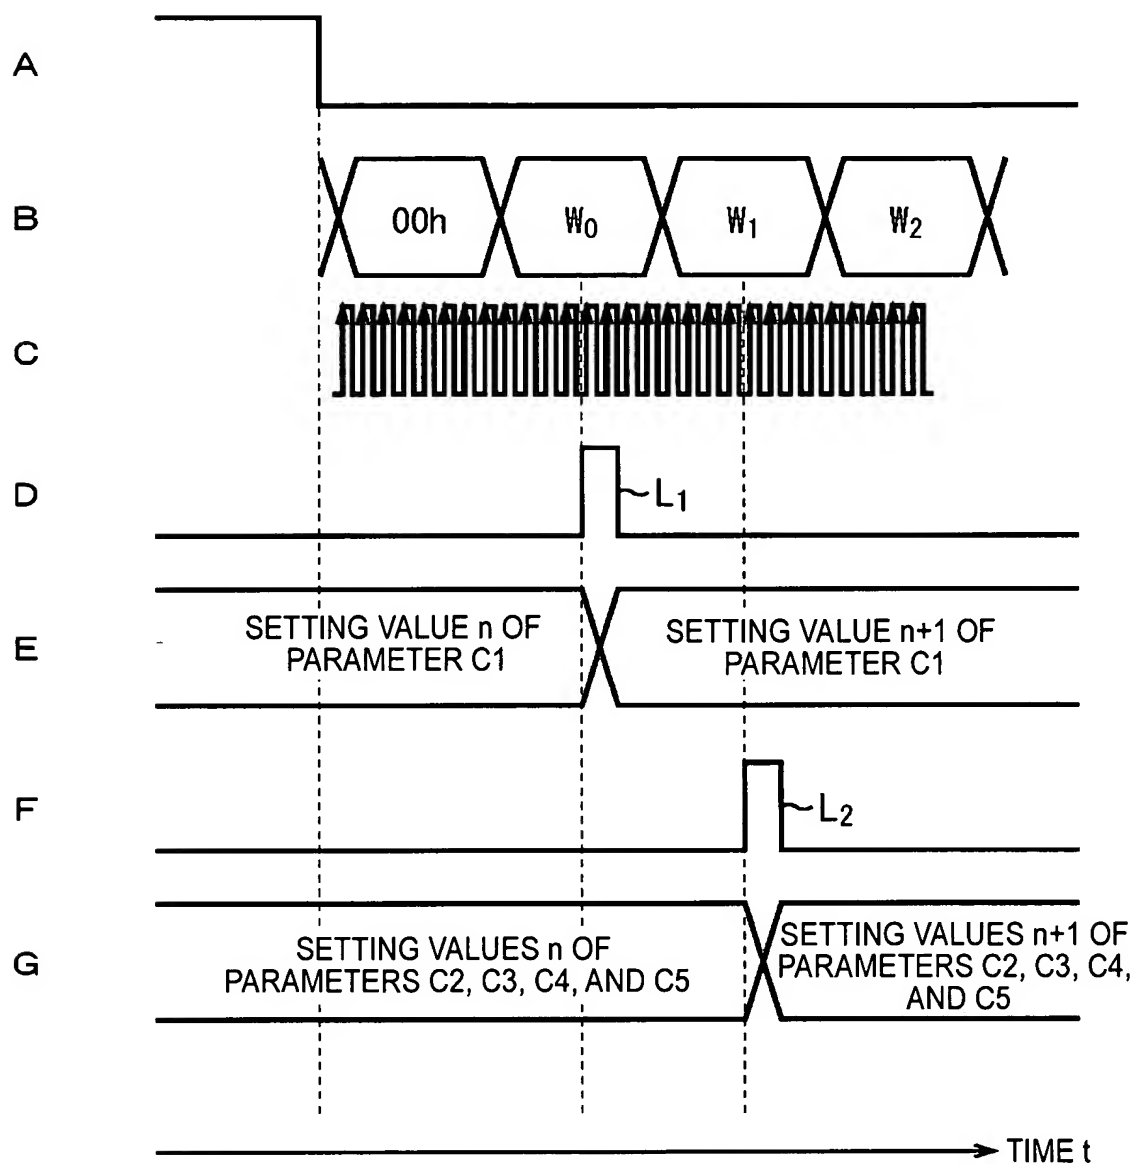 A
B
00h W0 W1 W2
C
D
L1
E
SETTING VALUE n OF
PARAMETER C1
SETTING VALUE n+1 OF
PARAMETER C1
F
L2
G
SETTING VALUES n OF
PARAMETERS C2, C3, C4, AND C5
SETTING VALUES n+1 OF
PARAMETERS C2, C3, C4,
AND C5
TIME t